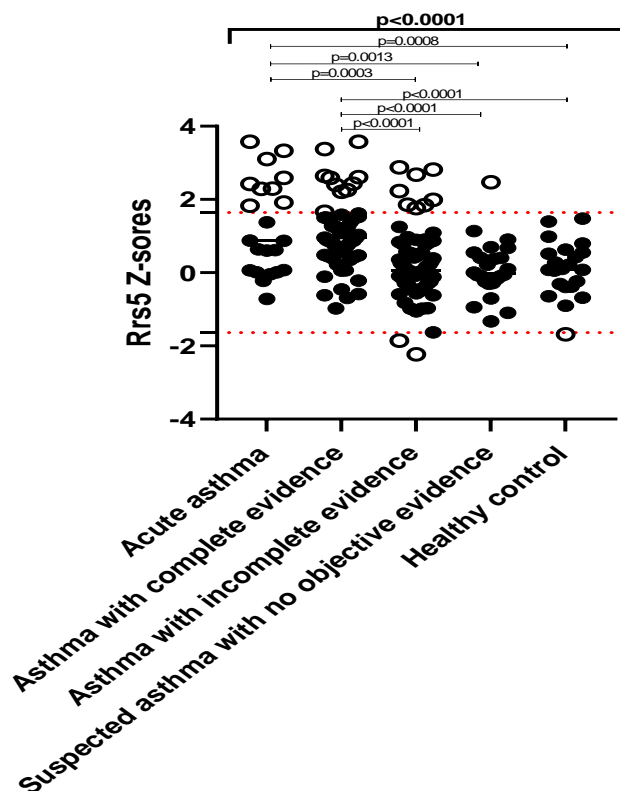 p<0.0001
p=0.0008
p=0.0013
p=0.0003
p<0.0001
p<0.0001
p<0.0001
4
2
0
-2
-4
Rrs5 Z-sores
Acute asthma
Asthma with complete evidence
Asthma with incomplete evidence
Suspected asthma with no objective evidence
Healthy control